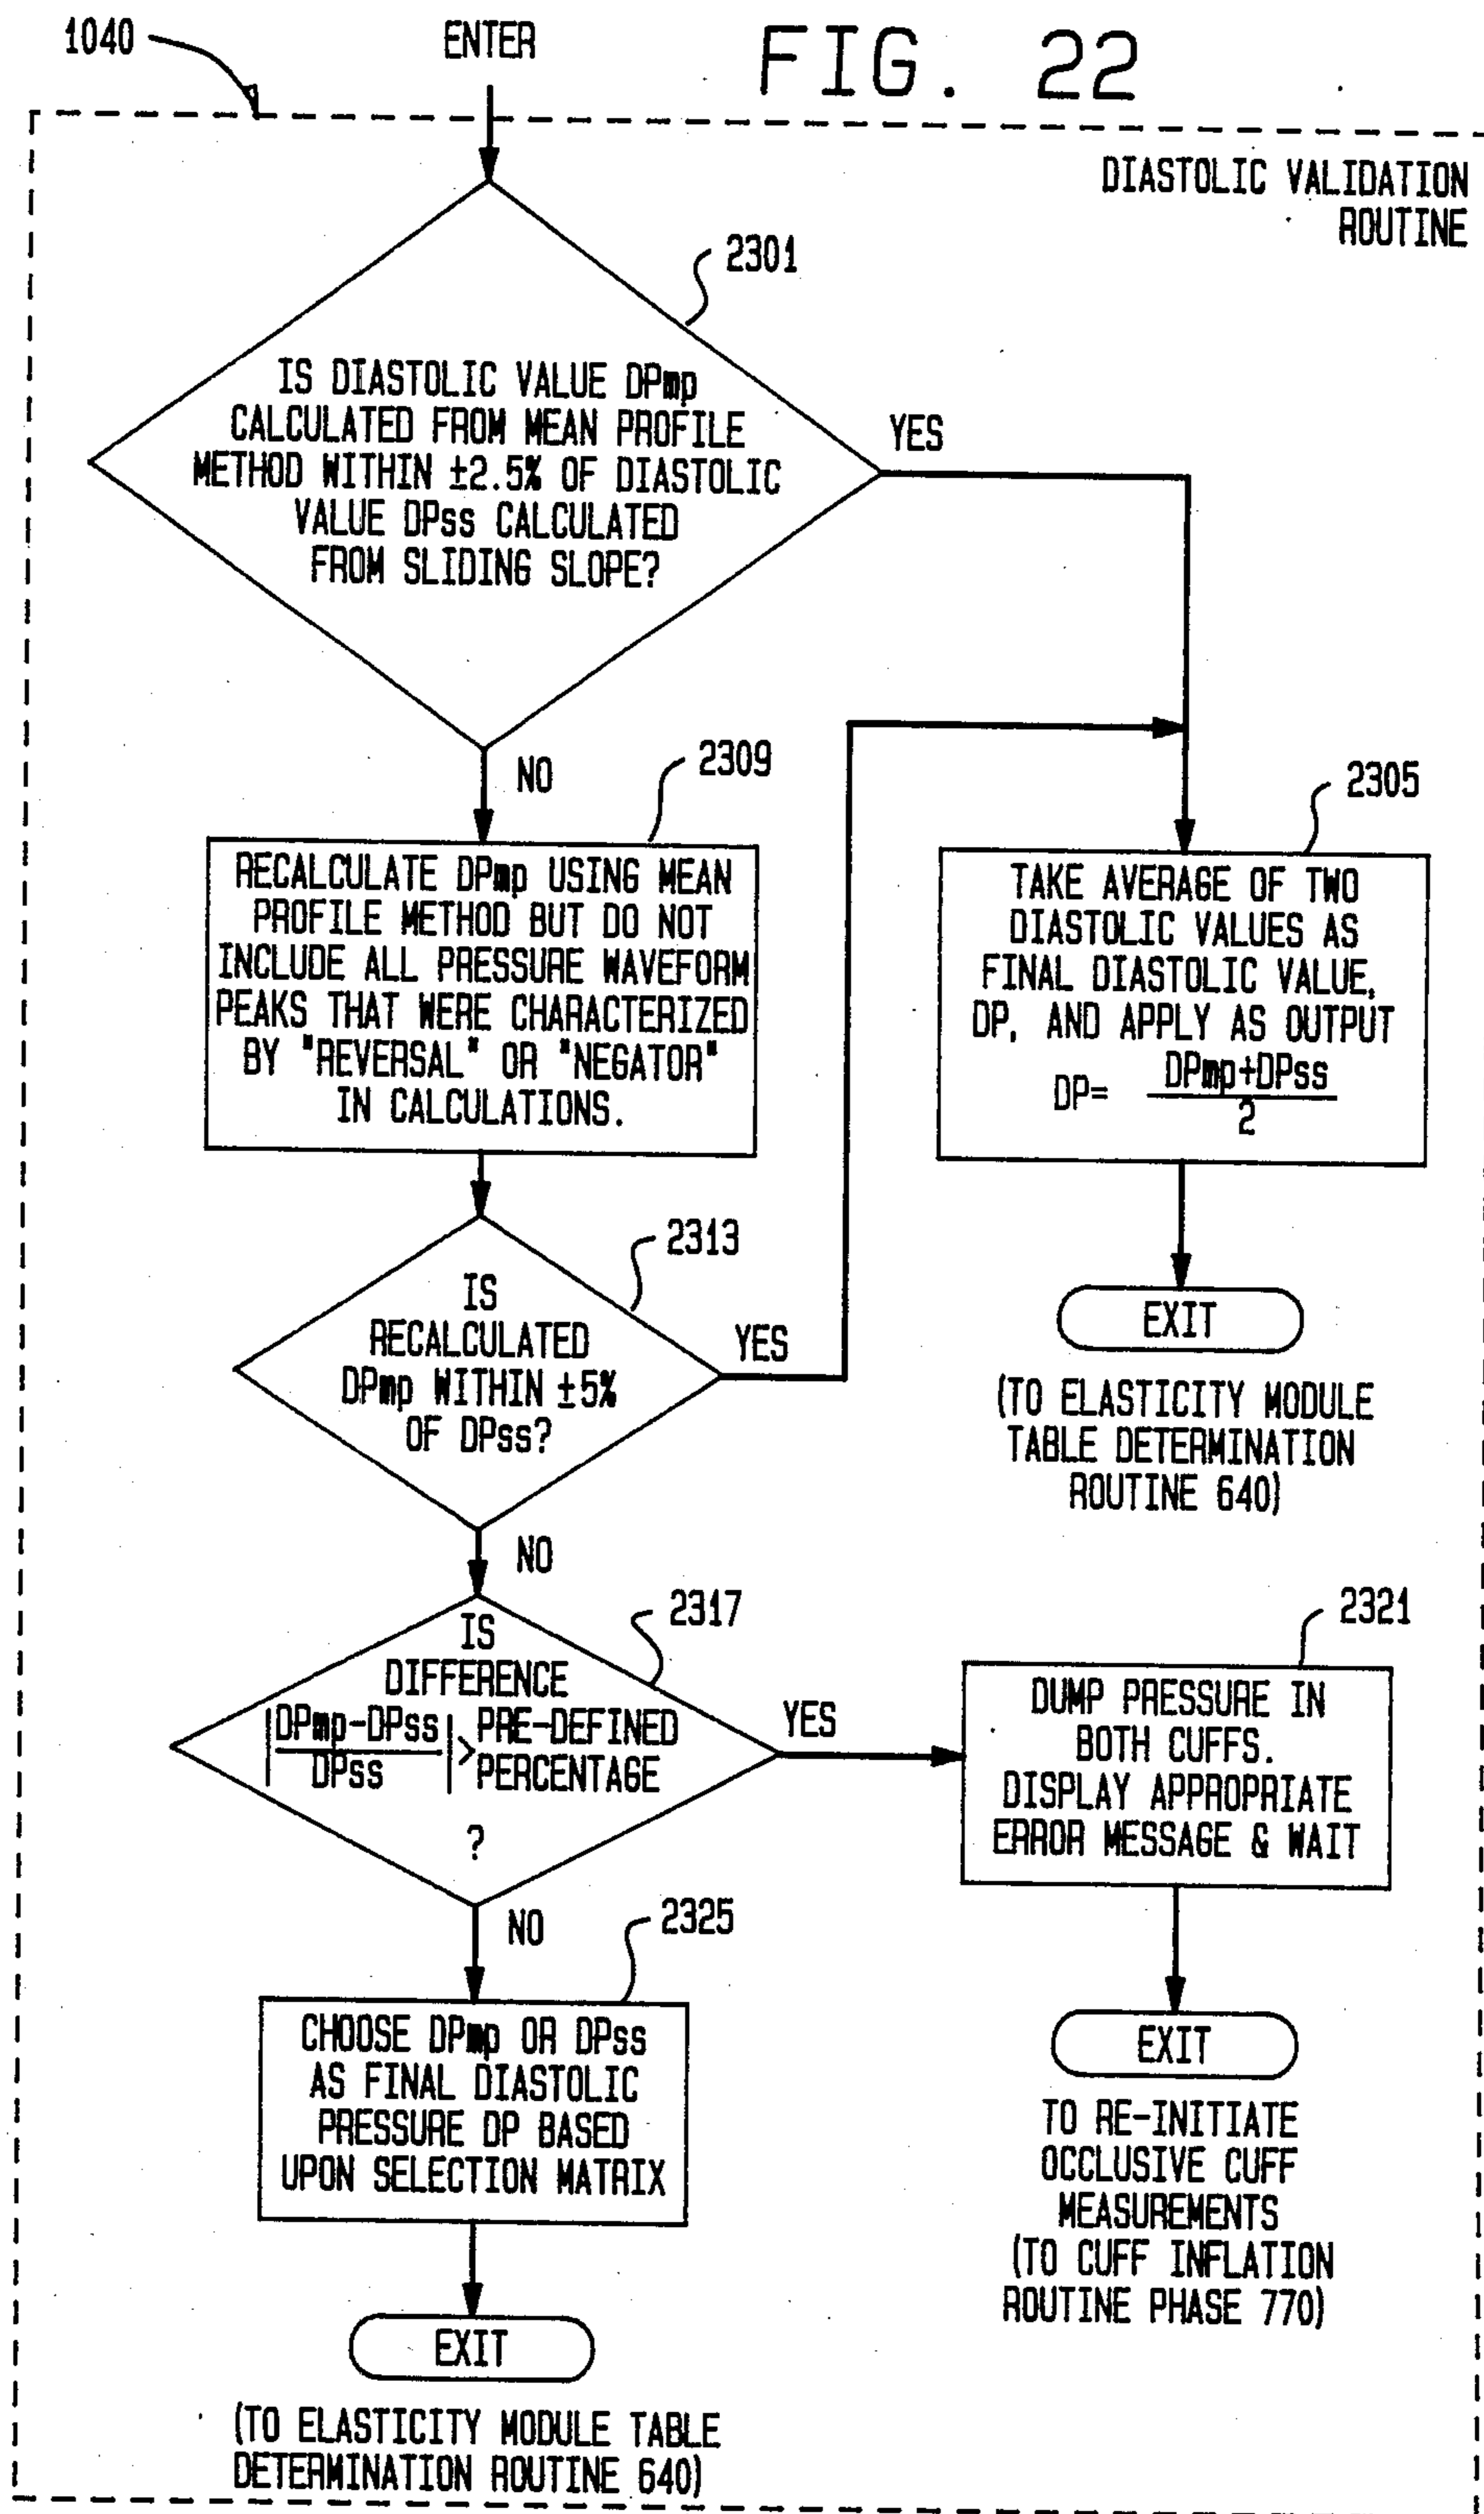 1040
ENTER
FIG. 22
DIASTOLIC VALIDATION
ROUTINE
2301
IS DIASTOLIC VALUE DPmp
CALCULATED FROM MEAN PROFILE
METHOD WITHIN ±2.5% OF DIASTOLIC
VALUE DPss CALCULATED
FROM SLIDING SLOPE?
YES
NO
2309
RECALCULATE DPmp USING MEAN
PROFILE METHOD BUT DO NOT
INCLUDE ALL PRESSURE WAVEFORM
PEAKS THAT WERE CHARACTERIZED
BY "REVERSAL" OR "NEGATOR"
IN CALCULATIONS.
2305
TAKE AVERAGE OF TWO
DIASTOLIC VALUES AS
FINAL DIASTOLIC VALUE,
DP, AND APPLY AS OUTPUT
DP= DPmp+DPss
2
EXIT
(TO ELASTICITY MODULE
TABLE DETERMINATION
ROUTINE 640)
2313
IS
RECALCULATED
DPmp WITHIN ±5%
OF DPss?
YES
NO
2317
IS
DIFFERENCE
|DPmp-DPss| > PRE-DEFINED
DPss PERCENTAGE
?
YES
NO
2321
DUMP PRESSURE IN
BOTH CUFFS.
DISPLAY APPROPRIATE
ERROR MESSAGE & WAIT
EXIT
TO RE-INITIATE
OCCLUSIVE CUFF
MEASUREMENTS
(TO CUFF INFLATION
ROUTINE PHASE 770)
2325
CHOOSE DPmp OR DPss
AS FINAL DIASTOLIC
PRESSURE DP BASED
UPON SELECTION MATRIX
EXIT
(TO ELASTICITY MODULE TABLE
DETERMINATION ROUTINE 640)